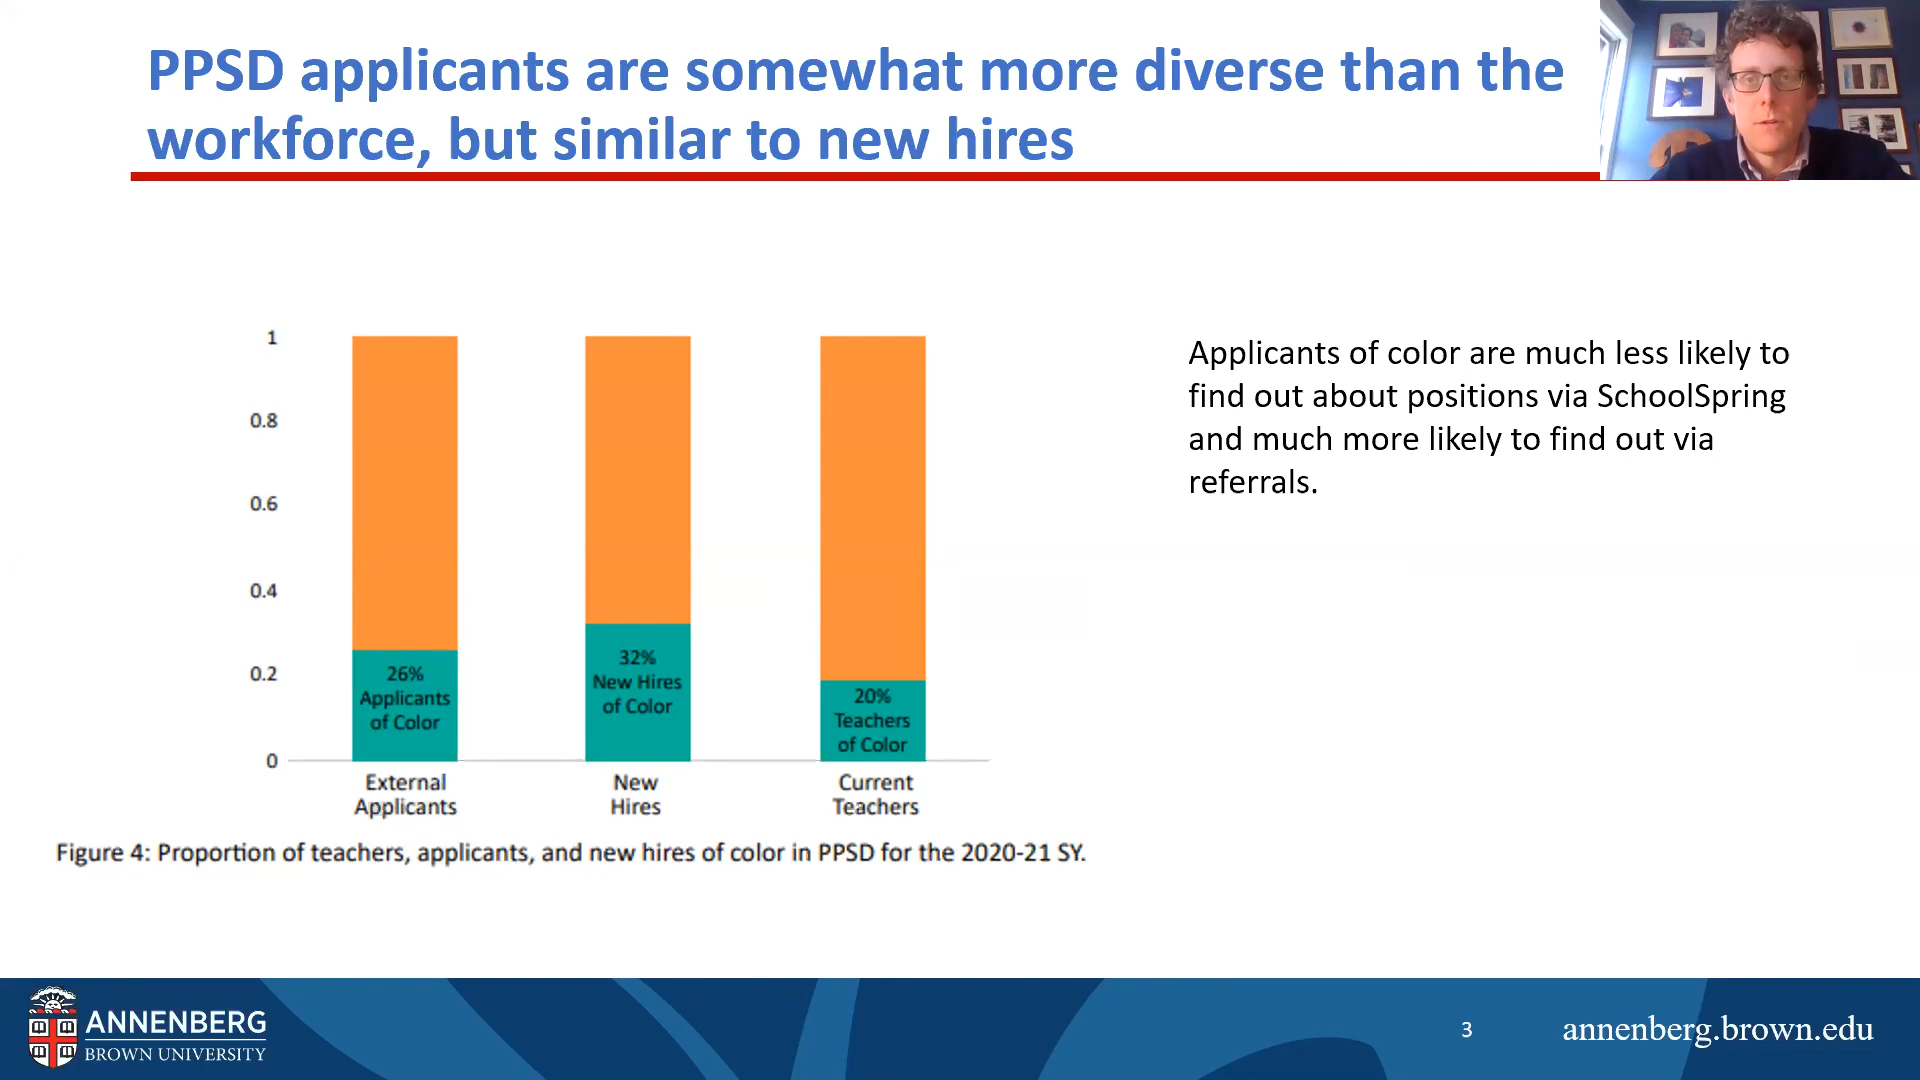 PPSD applicants are somewhat more diverse than the
workforce, but similar to new hires
1
0.8
0.6
0.4
0.2
0
26%
Applicants
of Color
32%
New Hires
of Color
20%
Teachers
of Color
External
Applicants
New
Hires
Current
Teachers
Figure 4: Proportion of teachers, applicants, and new hires of color in PPSD for the 2020-21 SY.
Applicants of color are much less likely to
find out about positions via SchoolSpring
and much more likely to find out via
referrals.
ANNENBERG
BROWN UNIVERSITY
3
annenberg.brown.edu